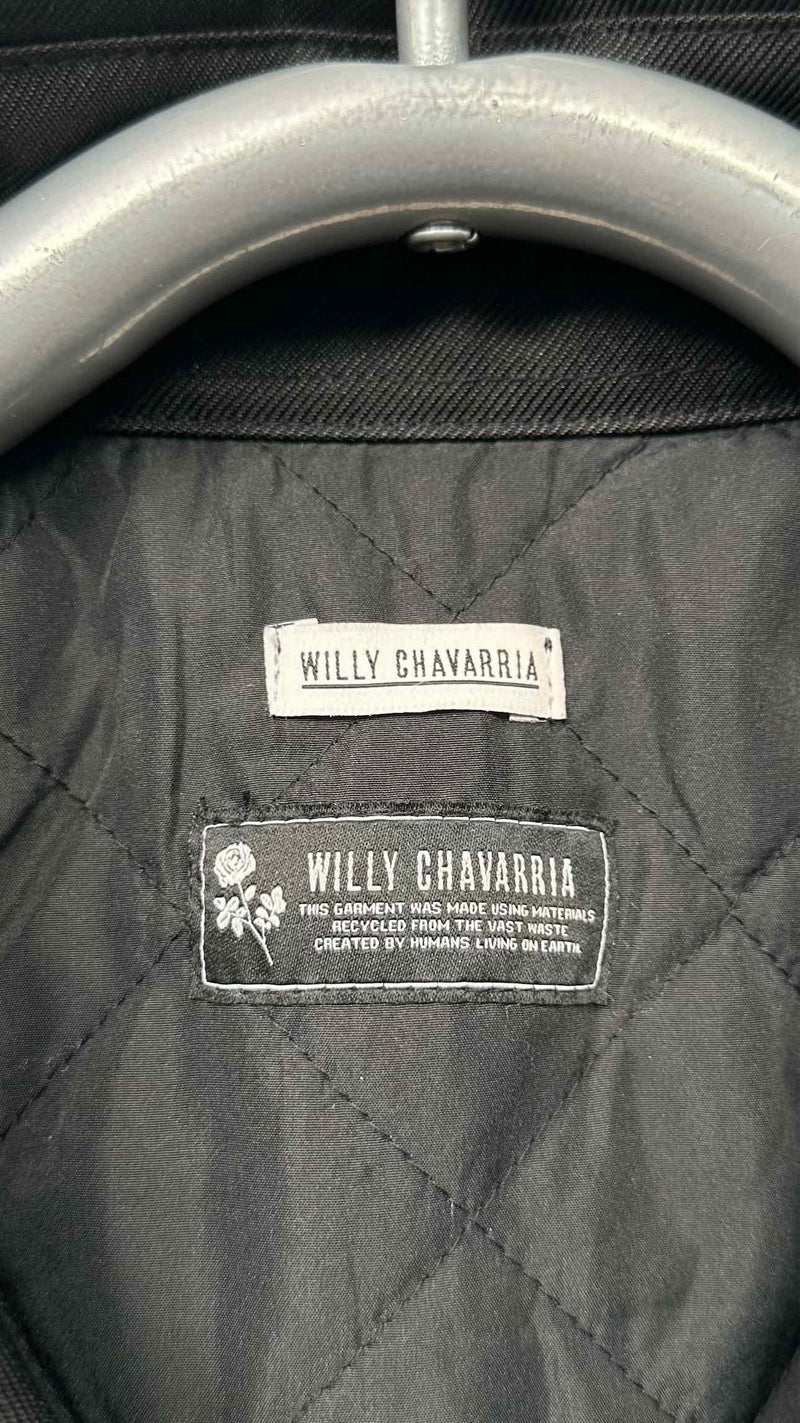 WILLY CHAVARRIA
WILLY CHAVARRIA
THIS GARMENT WAS MADE USING MATERIALS
RECYCLED FROM THE VAST WASTE
CREATED BY HUMANS LIVING ON EARTH